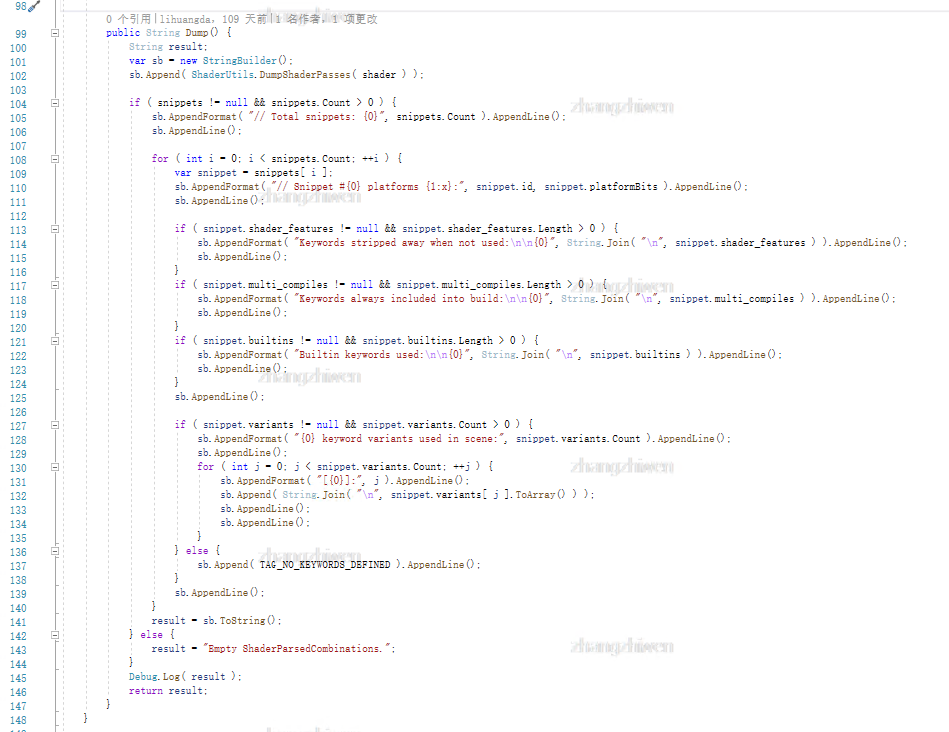 98
0 个引用|lihuangda，109 天前|1 名作者，1 项更改
99 public String Dump() {
100 String result;
101 var sb = new StringBuilder();
102 sb.Append( ShaderUtils.DumpShaderPasses( shader ) );
103
104 if ( snippets != null && snippets.Count > 0 ) {
105 sb.AppendFormat( "// Total snippets: {0}", snippets.Count ).AppendLine();
106 sb.AppendLine();
107
108 for ( int i = 0; i < snippets.Count; ++i ) {
109 var snippet = snippets[ i ];
110 sb.AppendFormat( "// Snippet #{0} platforms {1:x}:", snippet.id, snippet.platformBits ).AppendLine();
111 sb.AppendLine();
112
113 if ( snippet.shader_features != null && snippet.shader_features.Length > 0 ) {
114 sb.AppendFormat( "Keywords stripped away when not used:\n\n{0}", String.Join( "\n", snippet.shader_features ) ).AppendLine();
115 sb.AppendLine();
116 }
117 if ( snippet.multi_compiles != null && snippet.multi_compiles.Length > 0 ) {
118 sb.AppendFormat( "Keywords always included into build:\n\n{0}", String.Join( "\n", snippet.multi_compiles ) ).AppendLine();
119 sb.AppendLine();
120 }
121 if ( snippet.builtins != null && snippet.builtins.Length > 0 ) {
122 sb.AppendFormat( "Builtin keywords used:\n\n{0}", String.Join( "\n", snippet.builtins ) ).AppendLine();
123 sb.AppendLine();
124 }
125 sb.AppendLine();
126
127 if ( snippet.variants != null && snippet.variants.Count > 0 ) {
128 sb.AppendFormat( "{0} keyword variants used in scene:", snippet.variants.Count ).AppendLine();
129 sb.AppendLine();
130 for ( int j = 0; j < snippet.variants.Count; ++j ) {
131 sb.AppendFormat( "[{0}]:", j ).AppendLine();
132 sb.Append( String.Join( "\n", snippet.variants[ j ].ToArray() ) );
133 sb.AppendLine();
134 sb.AppendLine();
135 }
136 } else {
137 sb.Append( TAG_NO_KEYWORDS_DEFINED ).AppendLine();
138 }
139 sb.AppendLine();
140 }
141 result = sb.ToString();
142 } else {
143 result = "Empty ShaderParsedCombinations.";
144 }
145 Debug.Log( result );
146 return result;
147 }
148 }
zhangzhiwen
zhangzhiwen
zhangzhiwen
zhangzhiwen
zhangzhiwen
zhangzhiwen
zhangzhiwen